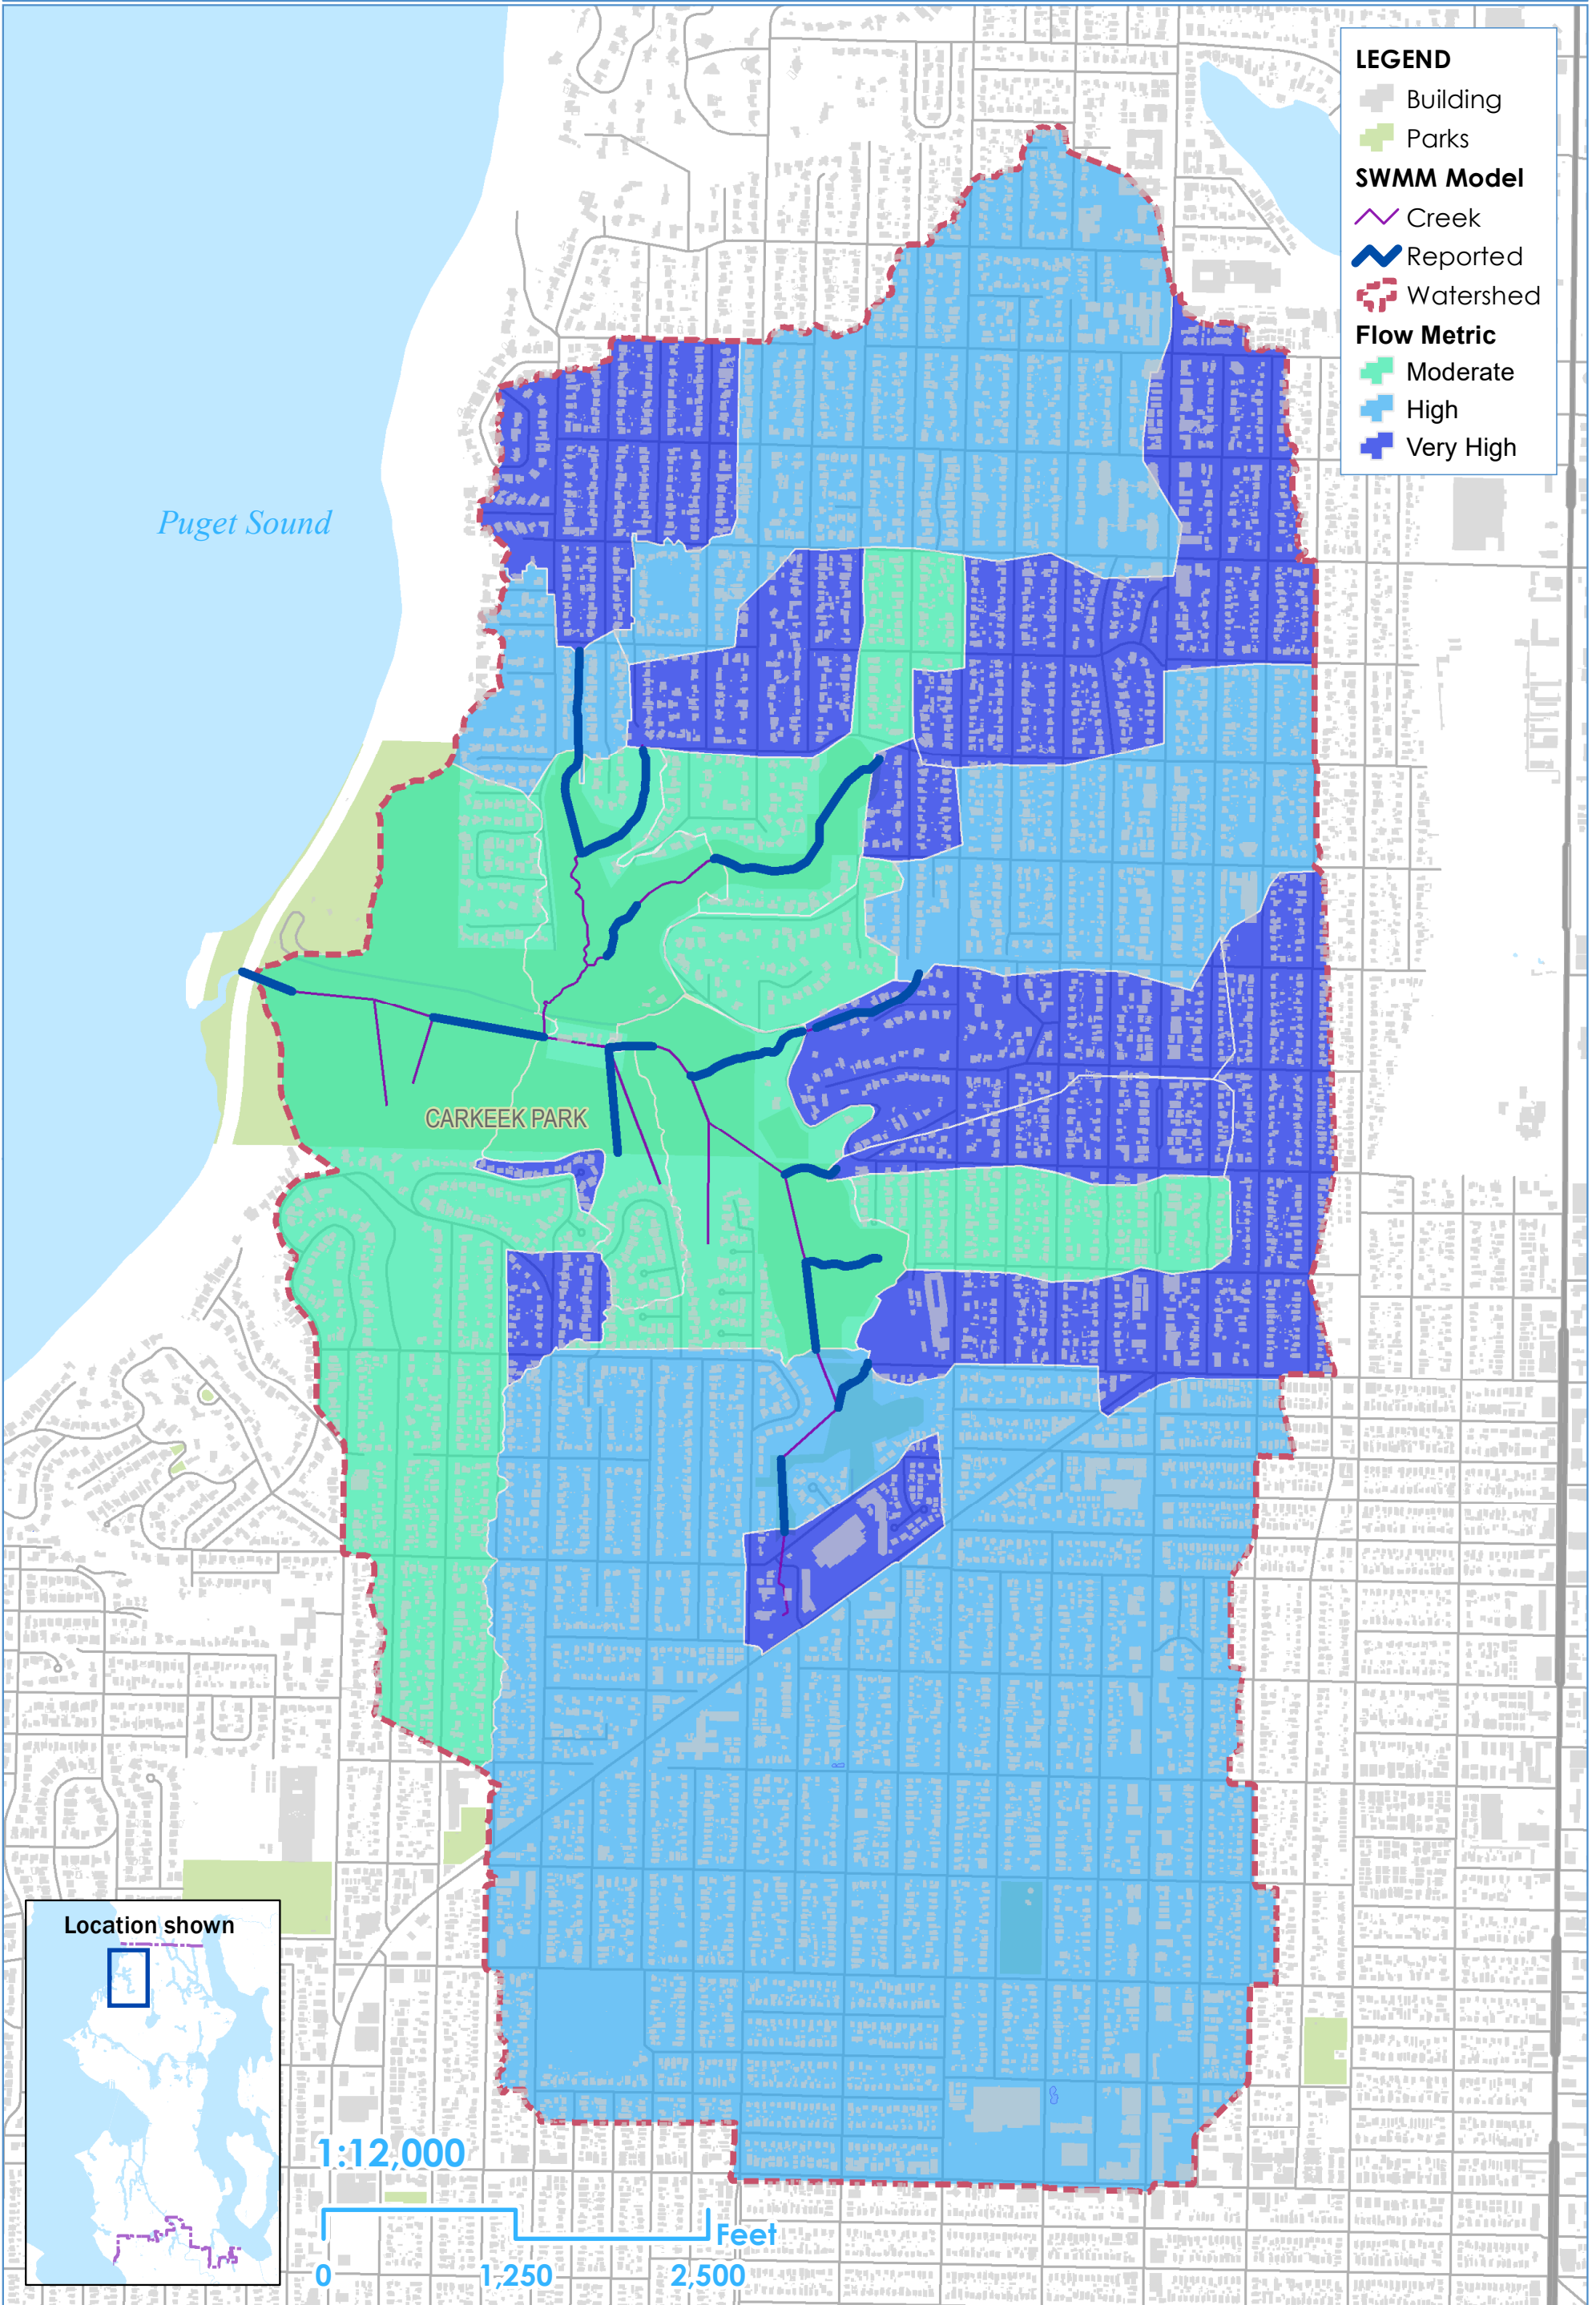 LEGEND
Building
Parks
SWMM Model
Creek
Reported
Watershed
Flow Metric
Moderate
High
Very High
Puget Sound
CARKEEK PARK
Location shown
1:12,000
Feet
0 1,250 2,500